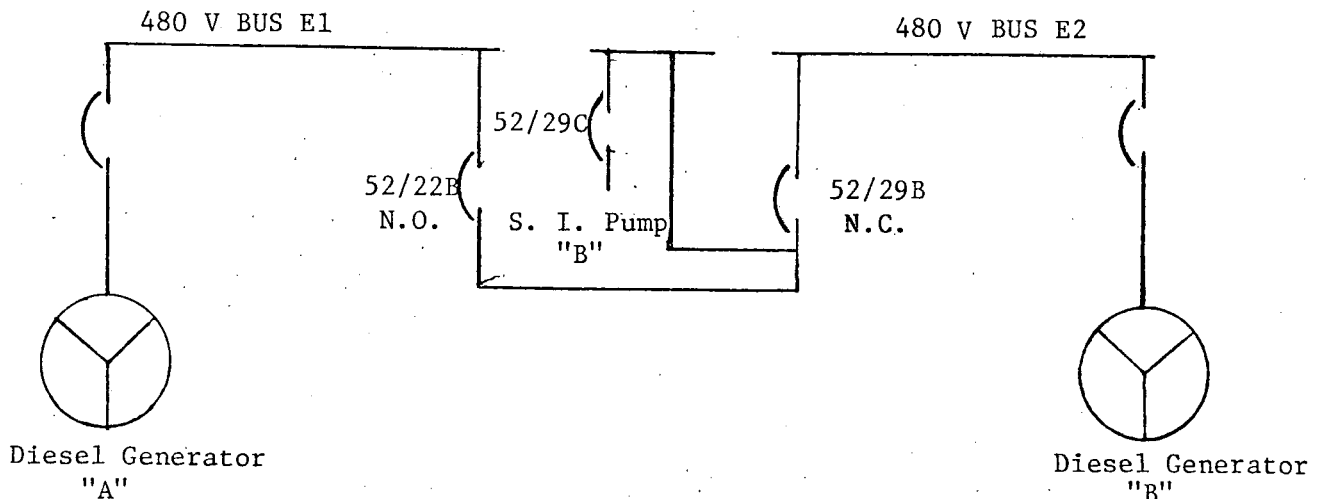 480 V BUS E1
480 V BUS E2
52/29C
52/22B
N.O.
S. I. Pump
"B"
52/29B
N.C.
Diesel Generator
"A"
Diesel Generator
"B"